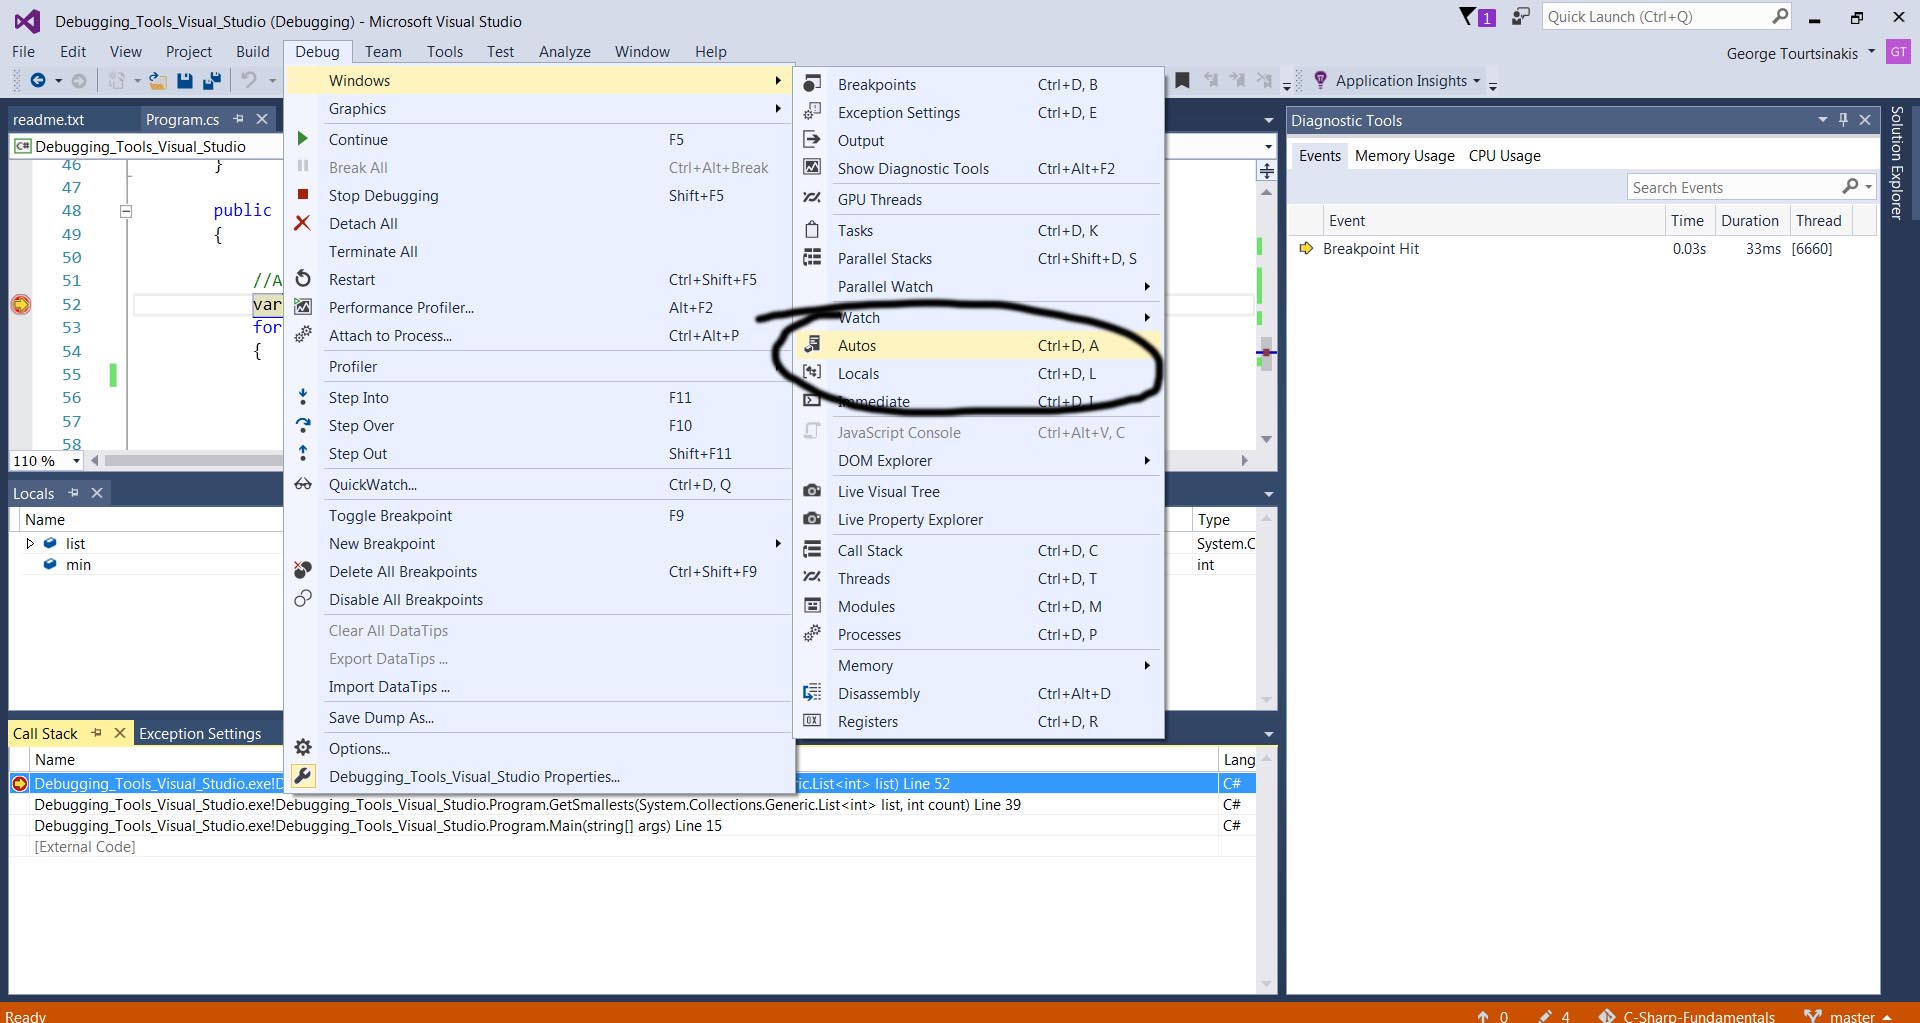 Debugging_Tools_Visual_Studio (Debugging) - Microsoft Visual Studio
1
Quick Launch (Ctrl+Q)
File Edit View Project Build Debug Team Tools Test Analyze Window Help
George Tourtsinakis GT
Application Insights
readme.txt Program.cs
C# Debugging_Tools_Visual_Studio
46 }
47
48 public
49 {
50
51 //A
52 var
53 for
54 {
55
56
57
58
110 %
Windows
Graphics
Continue F5
Break All Ctrl+Alt+Break
Stop Debugging Shift+F5
Detach All
Terminate All
Restart Ctrl+Shift+F5
Performance Profiler... Alt+F2
Attach to Process... Ctrl+Alt+P
Profiler
Step Into F11
Step Over F10
Step Out Shift+F11
QuickWatch... Ctrl+D, Q
Toggle Breakpoint F9
New Breakpoint
Delete All Breakpoints Ctrl+Shift+F9
Disable All Breakpoints
Clear All DataTips
Export DataTips ...
Import DataTips ...
Save Dump As...
Options...
Debugging_Tools_Visual_Studio Properties...
Breakpoints Ctrl+D, B
Exception Settings Ctrl+D, E
Output
Show Diagnostic Tools Ctrl+Alt+F2
GPU Threads
Tasks Ctrl+D, K
Parallel Stacks Ctrl+Shift+D, S
Parallel Watch
Watch
Autos Ctrl+D, A
Locals Ctrl+D, L
Immediate Ctrl+D, I
JavaScript Console Ctrl+Alt+V, C
DOM Explorer
Live Visual Tree
Live Property Explorer
Call Stack Ctrl+D, C
Threads Ctrl+D, T
Modules Ctrl+D, M
Processes Ctrl+D, P
Memory
Disassembly Ctrl+Alt+D
Registers Ctrl+D, R
Diagnostic Tools
Events Memory Usage CPU Usage
Search Events
Event Time Duration Thread
Breakpoint Hit 0.03s 33ms [6660]
Solution Explorer
Locals
Name Type
list System.C
min int
Call Stack Exception Settings
Name Lang
Debugging_Tools_Visual_Studio.exe!D ic.List<int> list) Line 52 C#
Debugging_Tools_Visual_Studio.exe!Debugging_Tools_Visual_Studio.Program.GetSmallests(System.Collections.Generic.List<int> list, int count) Line 39 C#
Debugging_Tools_Visual_Studio.exe!Debugging_Tools_Visual_Studio.Program.Main(string[] args) Line 15 C#
[External Code]
Ready 0 4 C-Sharp-Fundamentals master